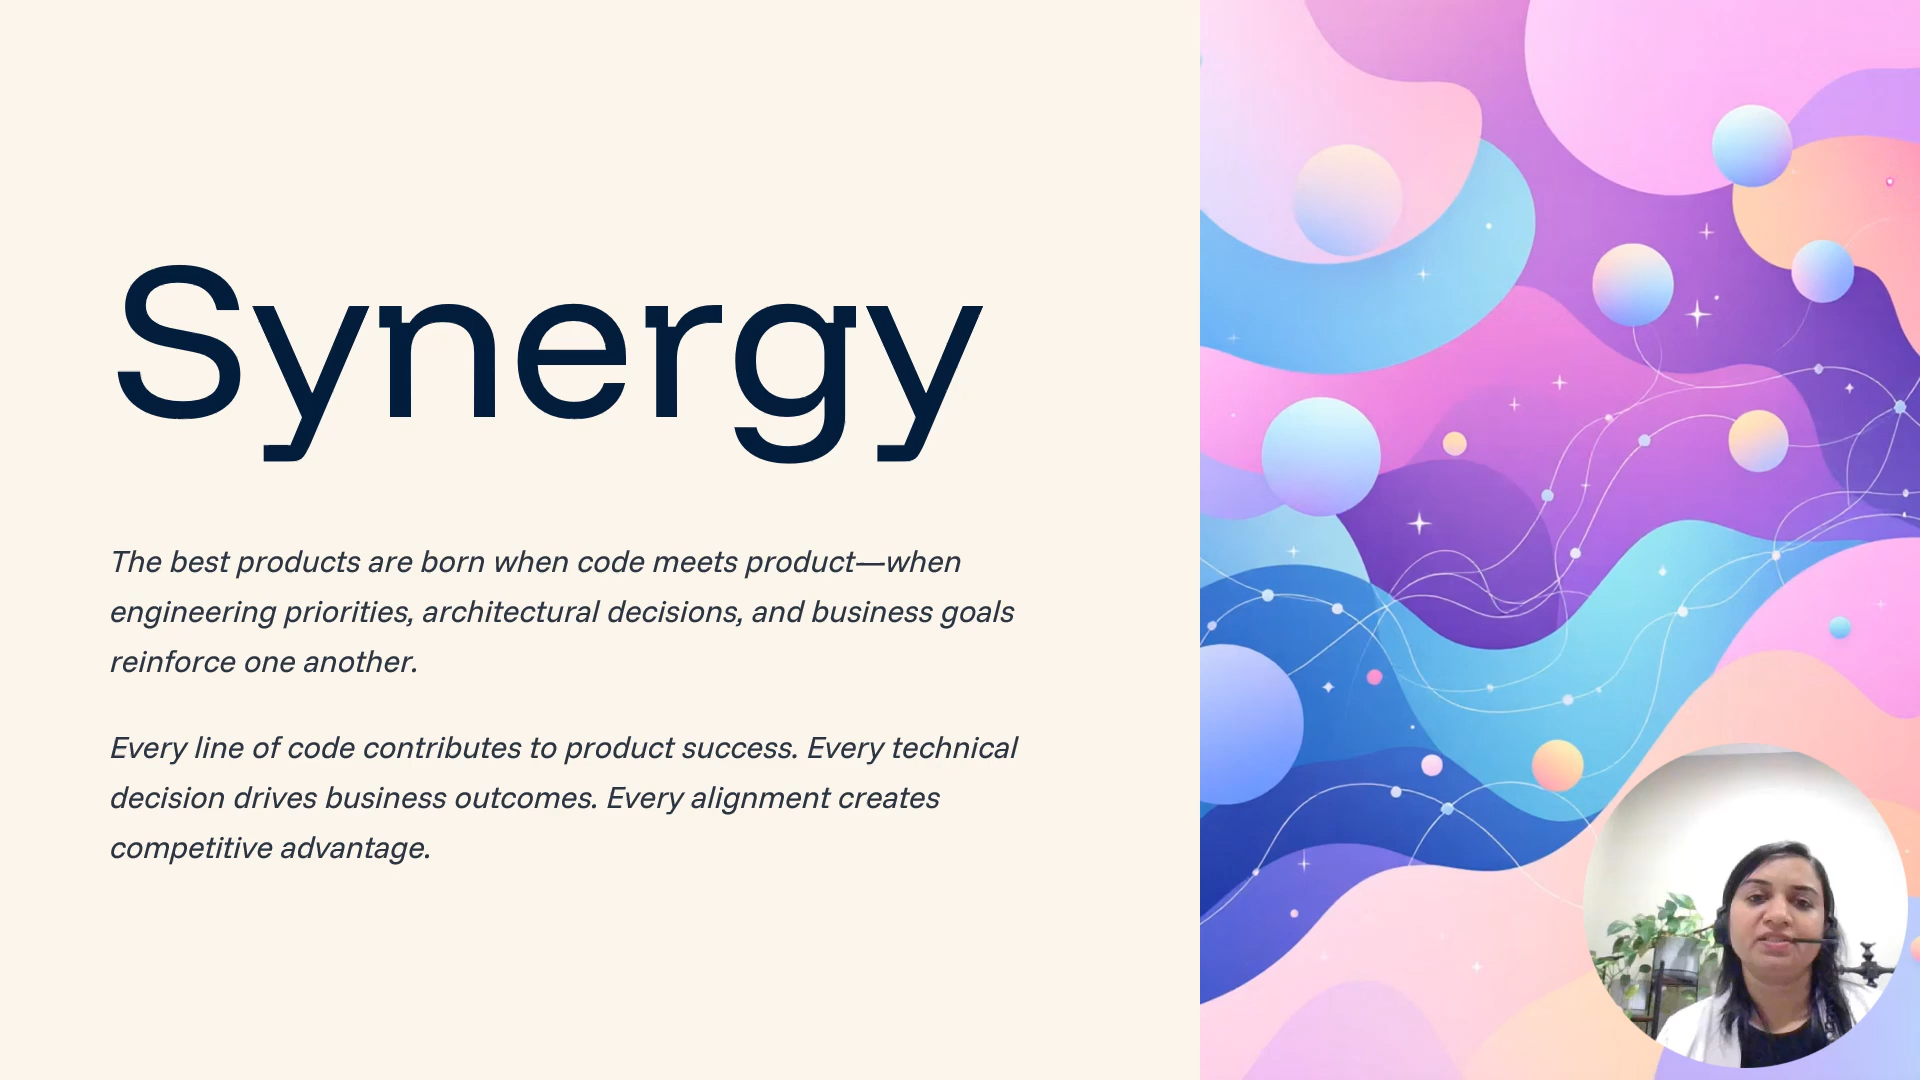 Synergy
The best products are born when code meets product—when
engineering priorities, architectural decisions, and business goals
reinforce one another.
Every line of code contributes to product success. Every technical
decision drives business outcomes. Every alignment creates
competitive advantage.